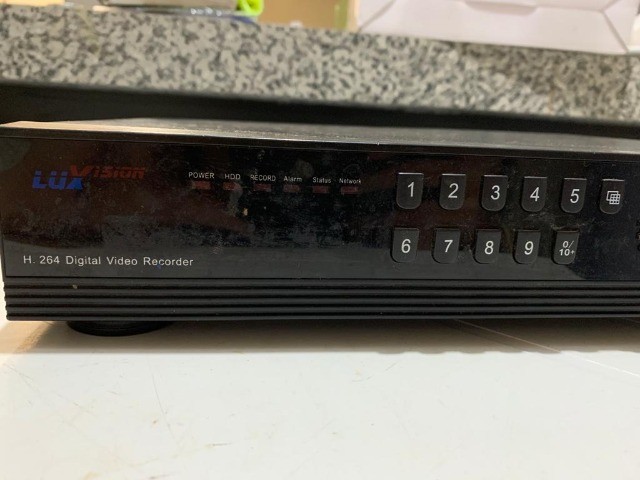 LUXVISION
POWER HDD RECORD Alarm Status Network
1 2 3 4 5
6 7 8 9 0/10+
H. 264 Digital Video Recorder